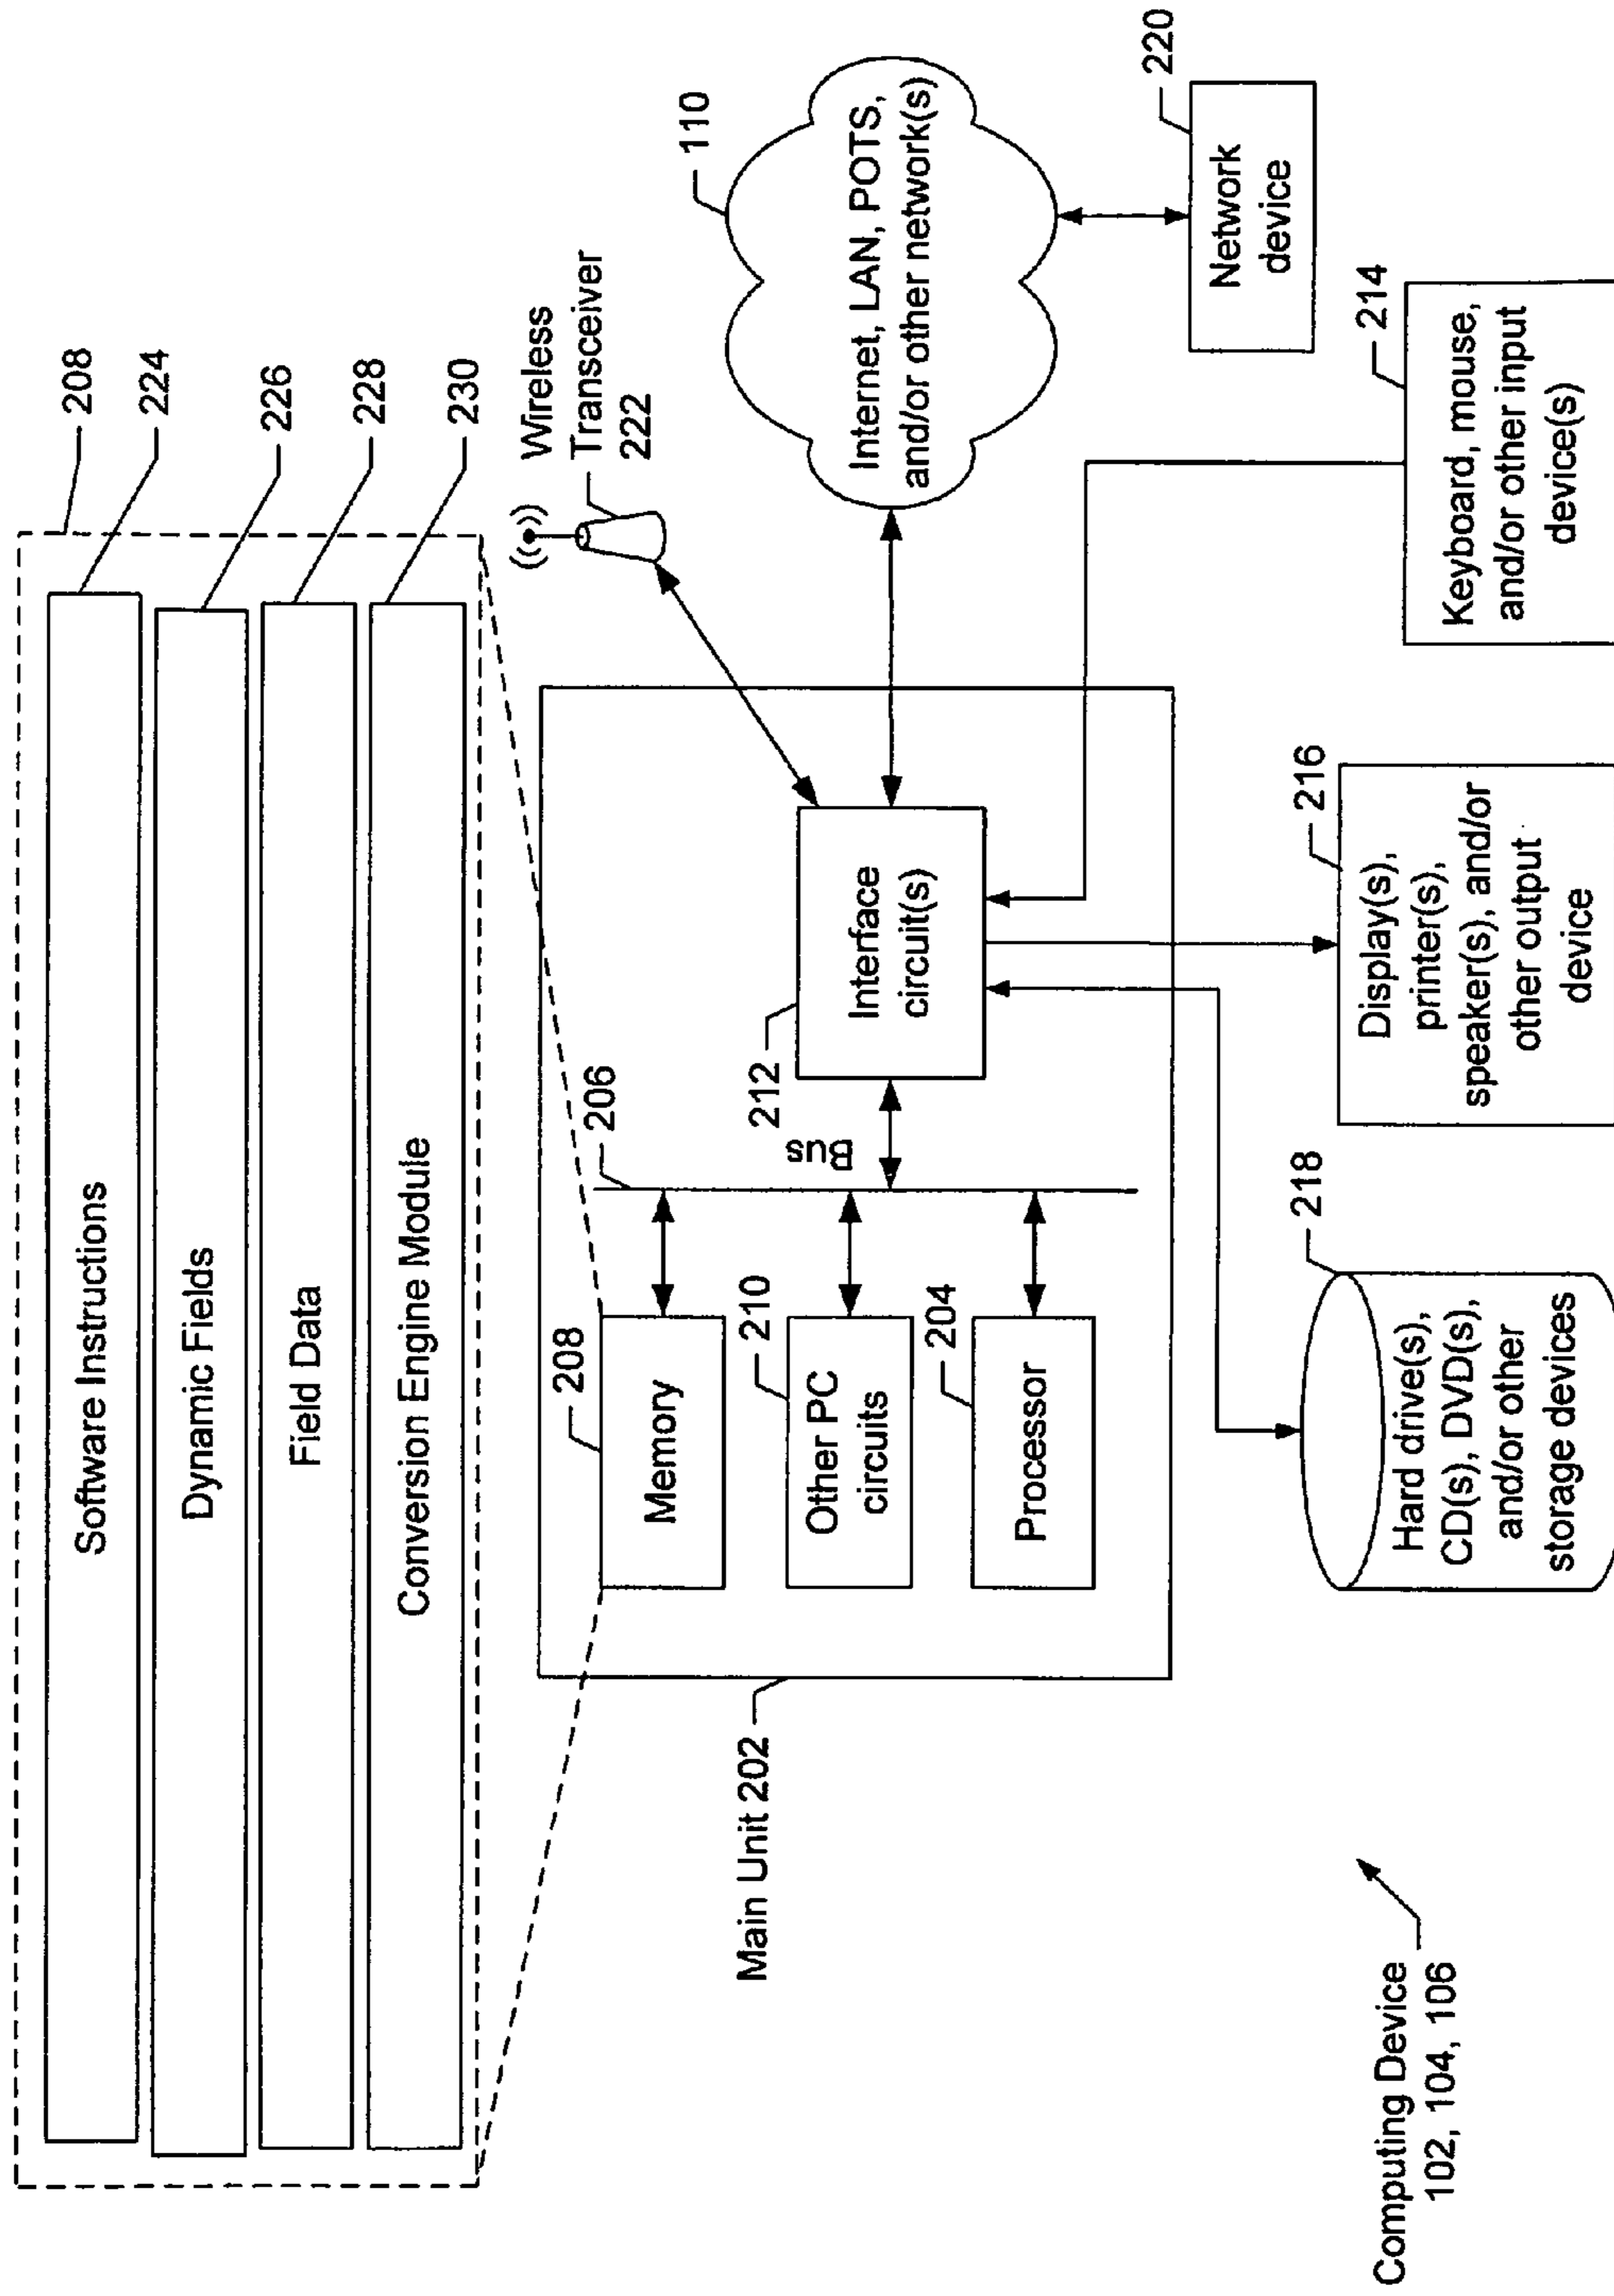 208
224
Software Instructions
226
Dynamic Fields
228
Field Data
230
Conversion Engine Module
Wireless
Transceiver
222
110
Internet, LAN, POTS,
and/or other network(s)
220
Network
device
Main Unit 202
208
Memory
210
Other PC
circuits
204
Processor
206
Bus
212
Interface
circuit(s)
218
Hard drive(s),
CD(s), DVD(s),
and/or other
storage devices
216
Display(s),
printer(s),
speaker(s), and/or
other output
device
214
Keyboard, mouse,
and/or other input
device(s)
Computing Device
102, 104, 106